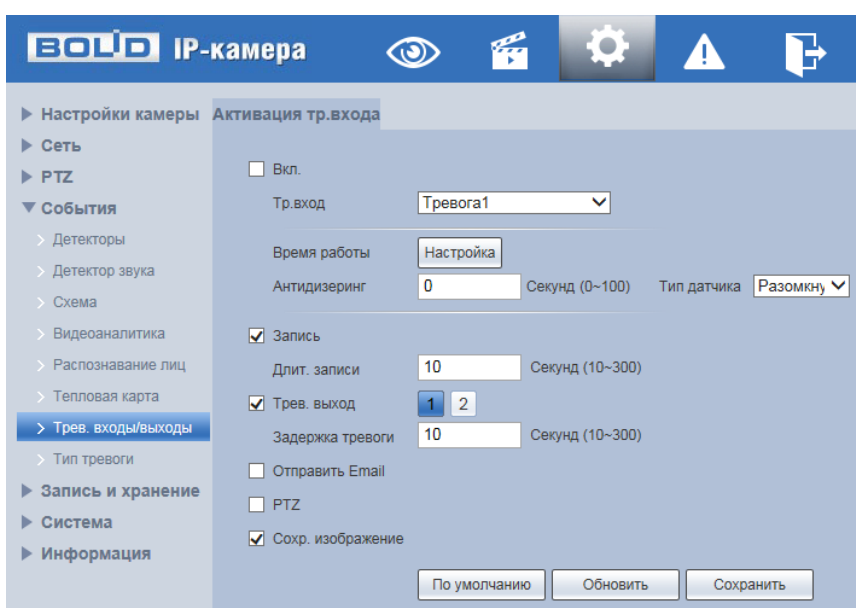 BOLID IP-камера
Настройки камеры
Сеть
PTZ
События
Детекторы
Детектор звука
Схема
Видеоаналитика
Распознавание лиц
Тепловая карта
Трев. входы/выходы
Тип тревоги
Запись и хранение
Система
Информация
Активация тр.входа
Вкл.
Тр.вход Тревога1
Время работы Настройка
Антидизеринг 0 Секунд (0~100) Тип датчика Разомкну
Запись
Длит. записи 10 Секунд (10~300)
Трев. выход 1 2
Задержка тревоги 10 Секунд (10~300)
Отправить Email
PTZ
Сохр. изображение
По умолчанию Обновить Сохранить